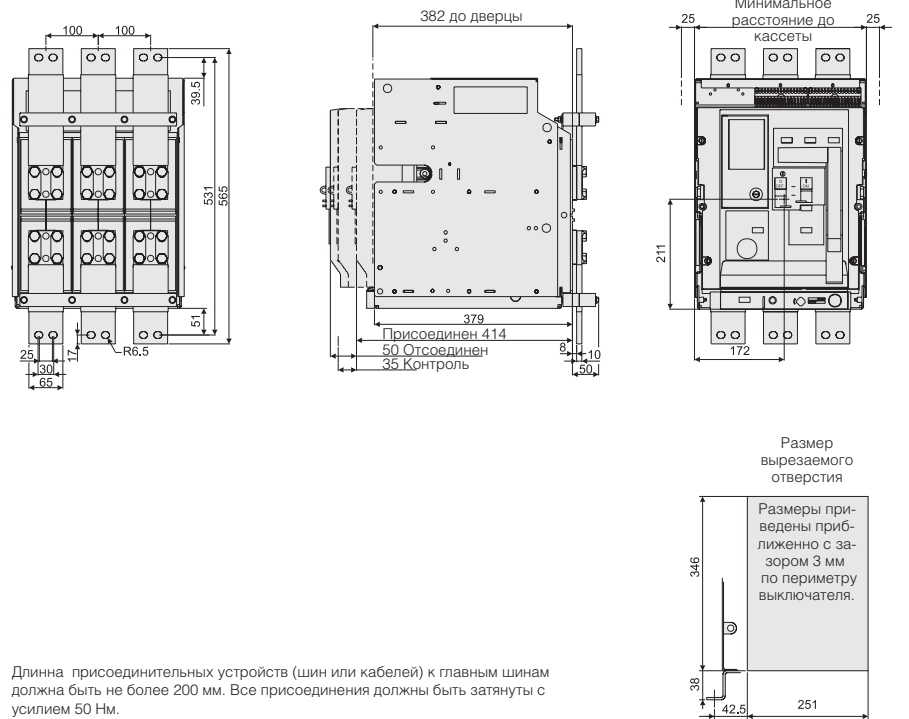 100
100
39.5
531
565
51
25
30
65
17
R6.5
382 до дверцы
379
Присоединен 414
50 Отсоединен
35 Контроль
8
10
50
Минимальное
расстояние до
кассеты
25
25
OFF
ON
211
172
Размер
вырезаемого
отверстия
Размеры при-
ведены приб-
лиженно с за-
зором 3 мм
по периметру
выключателя.
346
38
42.5
251
Длинна присоединительных устройств (шин или кабелей) к главным шинам
должна быть не более 200 мм. Все присоединения должны быть затянуты с
усилием 50 Нм.